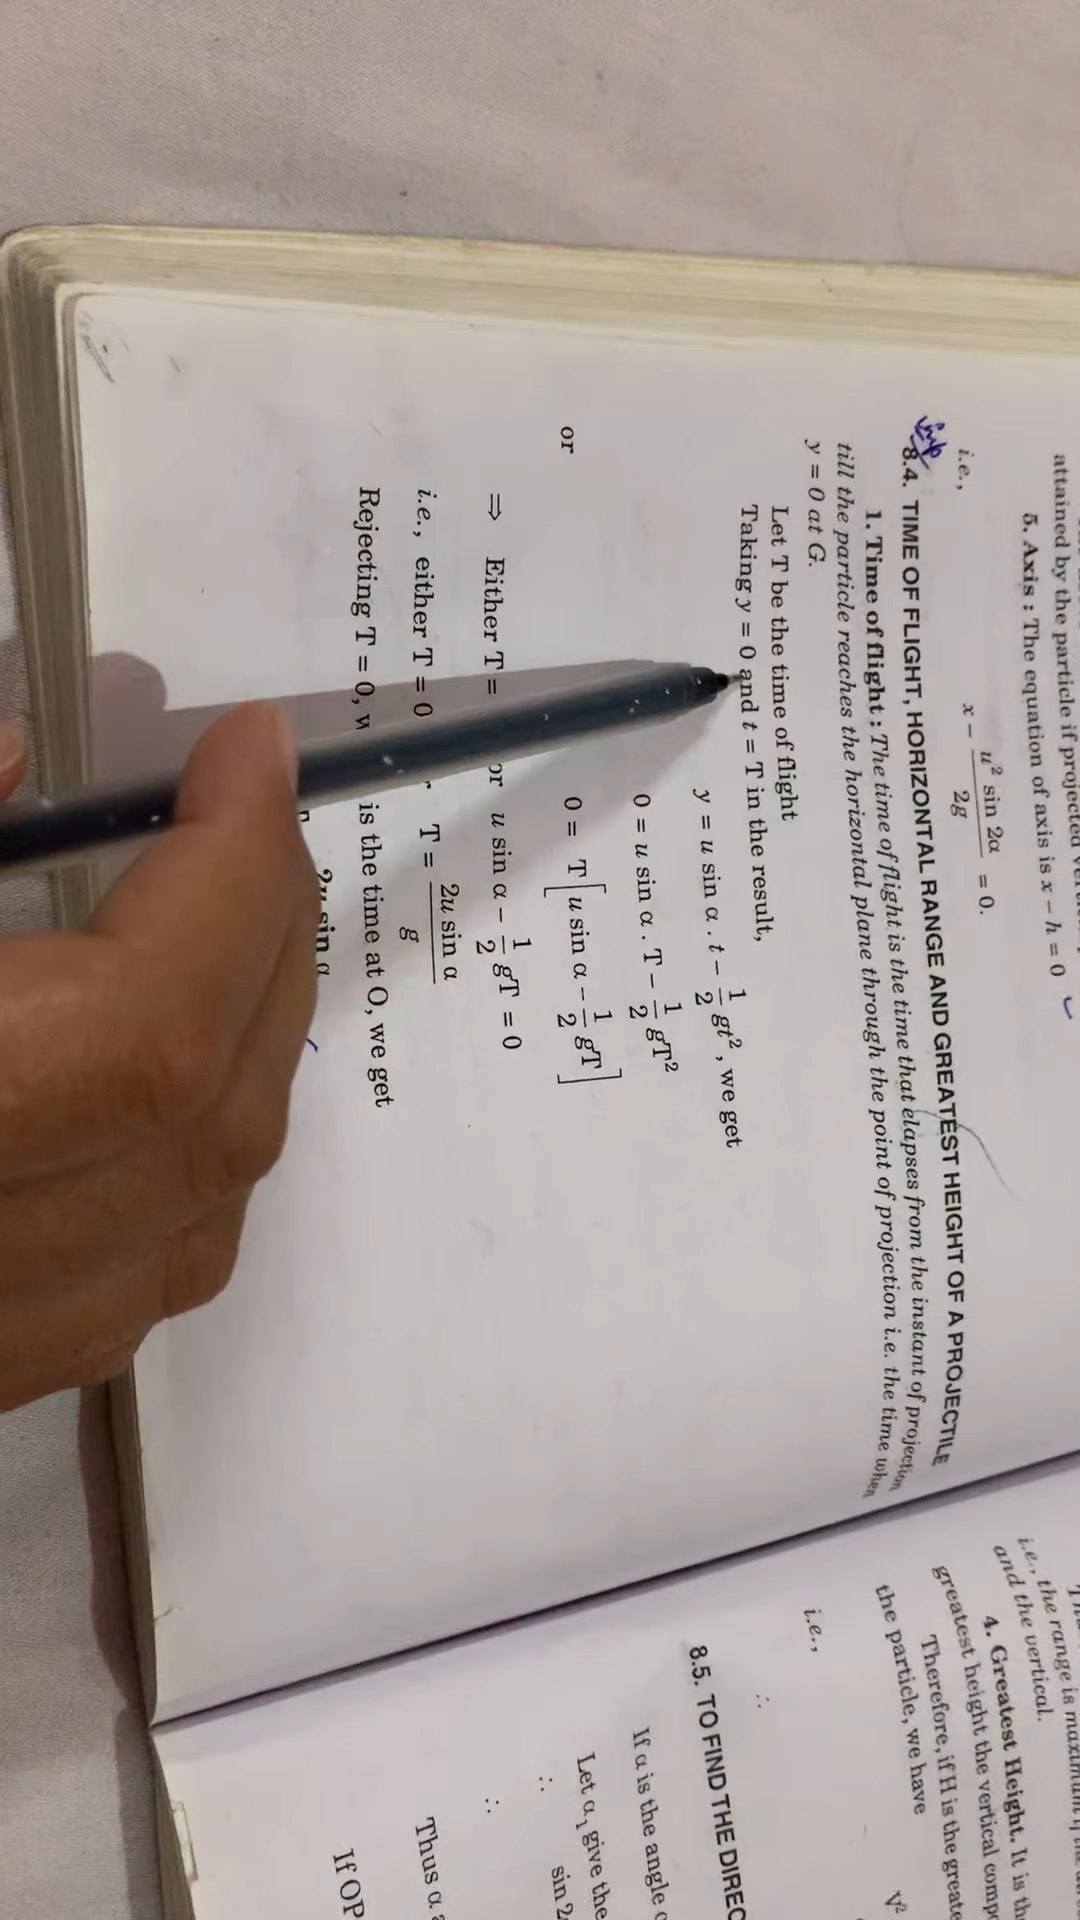 attained by the particle if projected
5. Axis : The equation of axis is x – h = 0
i.e., x – u² sin 2α / 2g = 0.
Imp
8.4. TIME OF FLIGHT, HORIZONTAL RANGE AND GREATEST HEIGHT OF A PROJECTILE
1. Time of flight : The time of flight is the time that elapses from the instant of projection
till the particle reaches the horizontal plane through the point of projection i.e. the time when
y = 0 at G.
Let T be the time of flight
Taking y = 0 and t = T in the result,
y = u sin α . t – 1/2 gt² , we get
0 = u sin α . T – 1/2 gT²
or 0 = T [ u sin α – 1/2 gT ]
⇒ Either T = or u sin α – 1/2 gT = 0
i.e., either T = 0 T = 2u sin α / g
Rejecting T = 0, is the time at O, we get
2u sin α
i.e., the range is maximum
and the vertical.
4. Greatest Height. It is
greatest height the vertical
Therefore, if H is the
the particle, we have
V²
i.e.,
∴
8.5. TO FIND THE
If α is the angle
Let α₁ give the
∴ sin
∴
Thus α
If OP